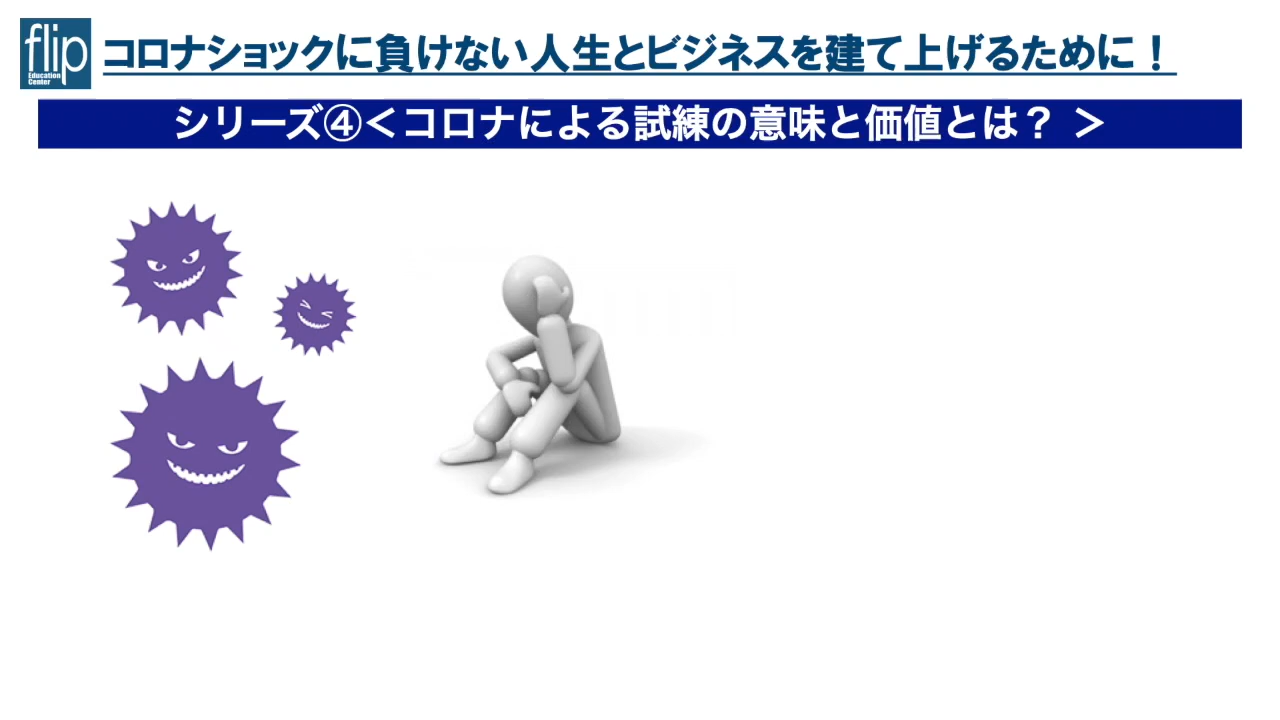 flip
Education
Center
コロナショックに負けない人生とビジネスを建て上げるために！
シリーズ④＜コロナによる試練の意味と価値とは？ ＞